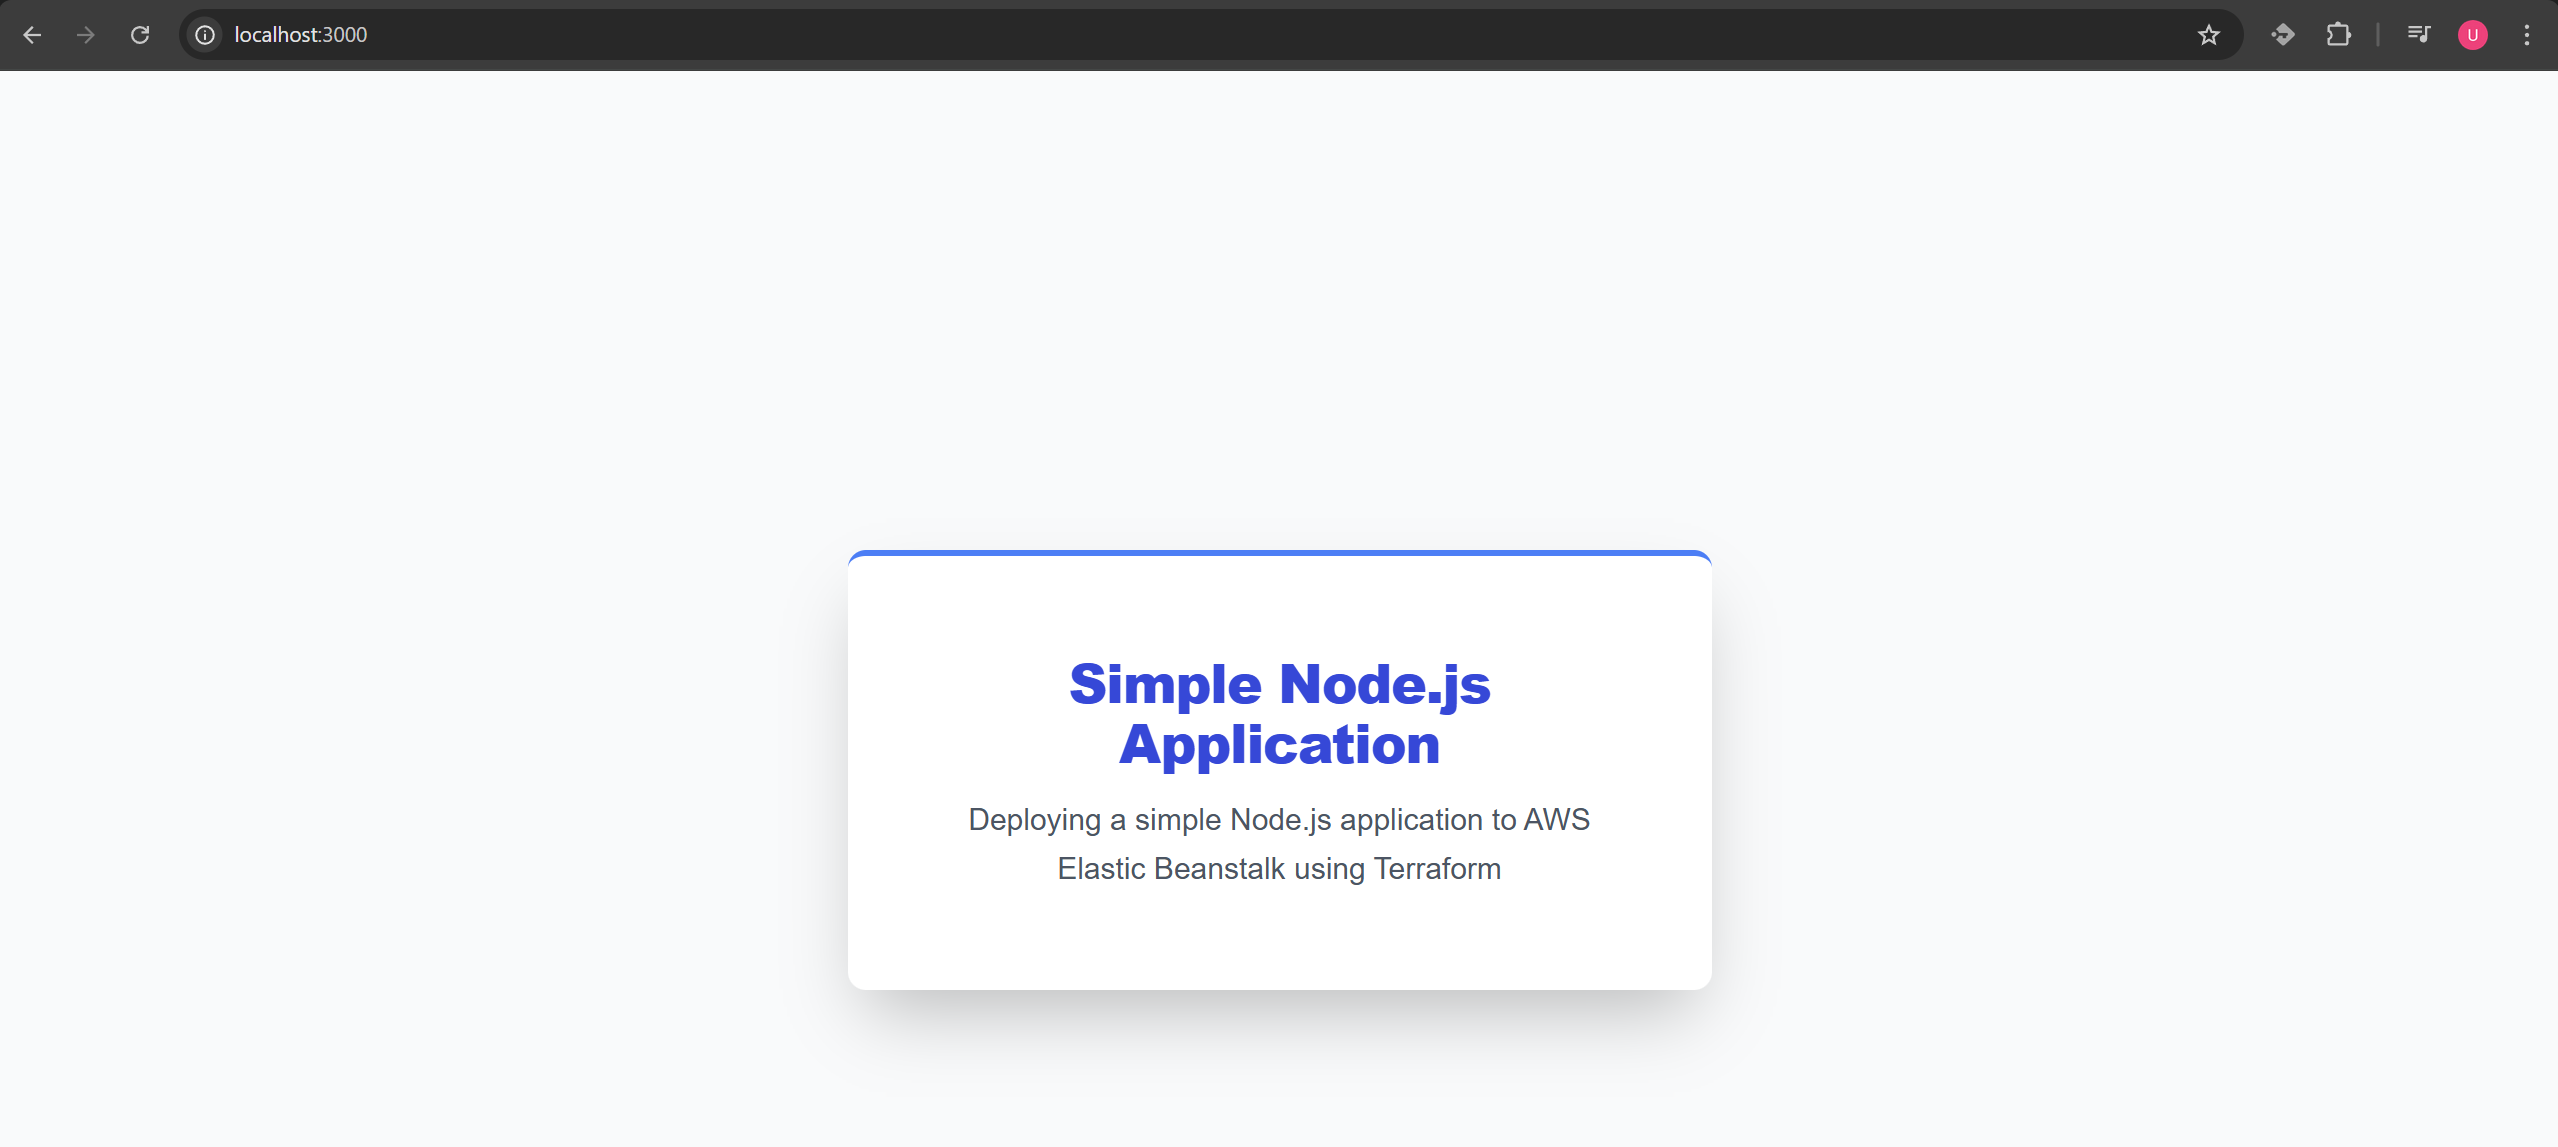 localhost:3000
U
Simple Node.js
Application
Deploying a simple Node.js application to AWS
Elastic Beanstalk using Terraform